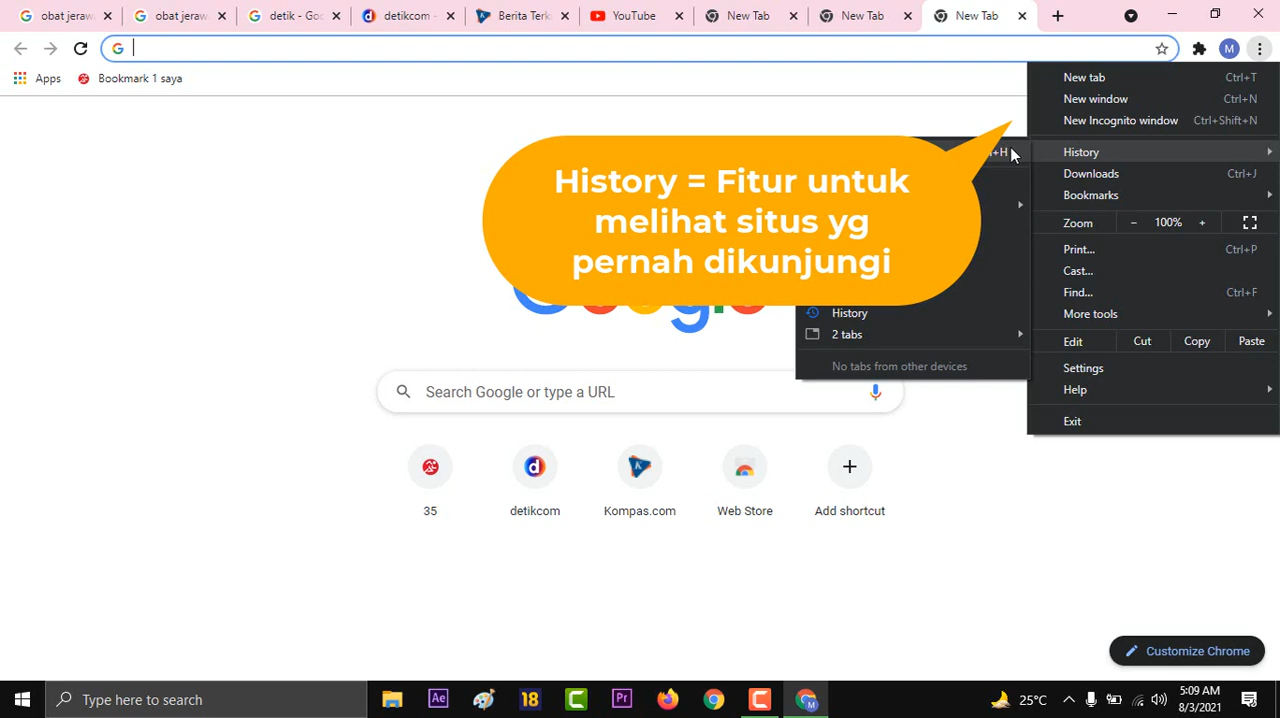 obat jeraw
obat jeraw
detik - Goo
detikcom -
Berita Terk
YouTube
New Tab
New Tab
New Tab
Apps
Bookmark 1 saya
New tab Ctrl+T
New window Ctrl+N
New Incognito window Ctrl+Shift+N
History
Downloads Ctrl+J
Bookmarks
Zoom - 100% +
Print... Ctrl+P
Cast...
Find... Ctrl+F
More tools
Edit Cut Copy Paste
Settings
Help
Exit
+H
History = Fitur untuk
melihat situs yg
pernah dikunjungi
History
2 tabs
No tabs from other devices
Search Google or type a URL
35
detikcom
Kompas.com
Web Store
Add shortcut
Customize Chrome
Type here to search
Ae
18
Pr
25°C
5:09 AM
8/3/2021